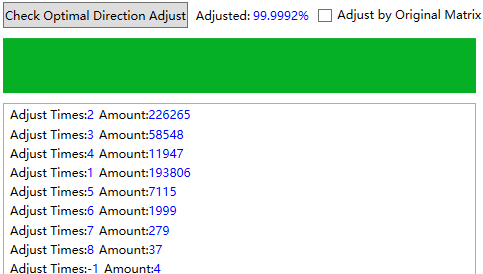 Check Optimal Direction Adjust Adjusted: 99.9992% Adjust by Original Matrix
Adjust Times:2 Amount:226265
Adjust Times:3 Amount:58548
Adjust Times:4 Amount:11947
Adjust Times:1 Amount:193806
Adjust Times:5 Amount:7115
Adjust Times:6 Amount:1999
Adjust Times:7 Amount:279
Adjust Times:8 Amount:37
Adjust Times:-1 Amount:4